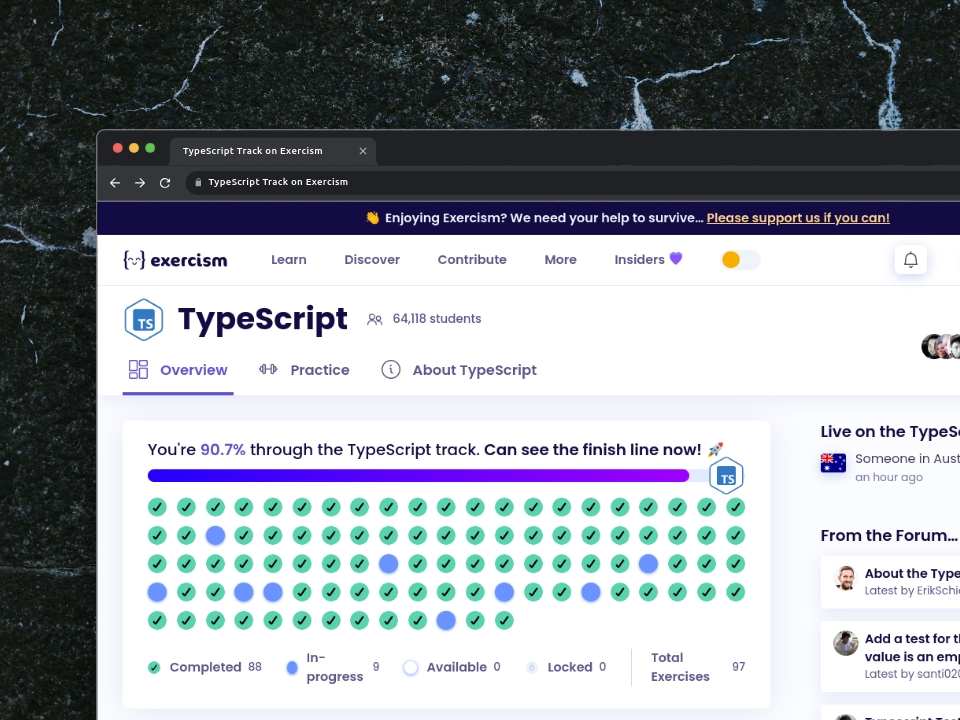 TypeScript Track on Exercism
TypeScript Track on Exercism
👋 Enjoying Exercism? We need your help to survive... Please support us if you can!
exercism Learn Discover Contribute More Insiders 💜
TS TypeScript 64,118 students
Overview Practice About TypeScript
You're 90.7% through the TypeScript track. Can see the finish line now! 🚀
TS
Completed 88
In-
progress 9
Available 0
Locked 0
Total
Exercises 97
Live on the TypeS
Someone in Aust
an hour ago
From the Forum...
About the Type
Latest by ErikSchi
Add a test for th
value is an emp
Latest by santi020